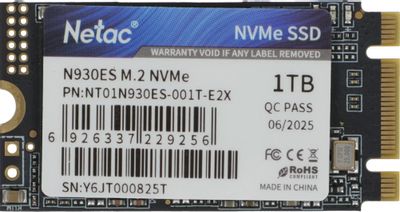 Netac
NVMe SSD
WARRANTY VOID IF ANY LABEL REMOVED
N930ES M.2 NVMe
1TB
PN:NT01N930ES-001T-E2X
QC PASS
06/2025
6 926337 229256
CE FC
RoHS
COMPLIANT
SN:Y6JT000825T
MADE IN CHINA